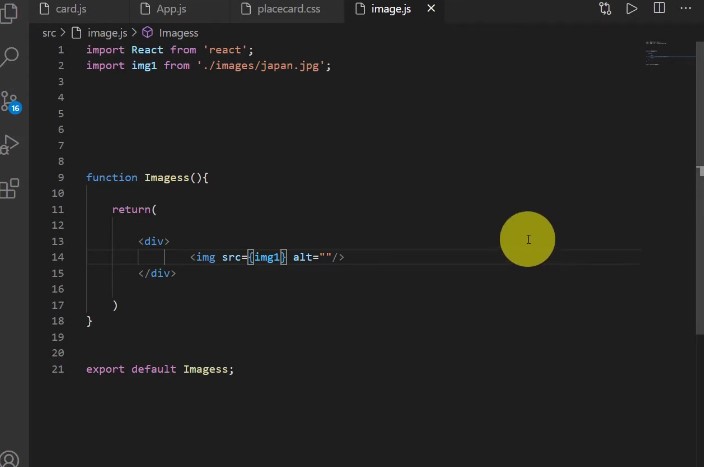 card.js App.js placecard.css image.js
src > image.js > Imagess
1 import React from 'react';
2 import img1 from './images/japan.jpg';
3
4
5
6
7
8
9 function Imagess(){
10
11 return(
12
13 <div>
14 <img src={img1} alt=""/>
15 </div>
16
17 )
18 }
19
20
21 export default Imagess;
16